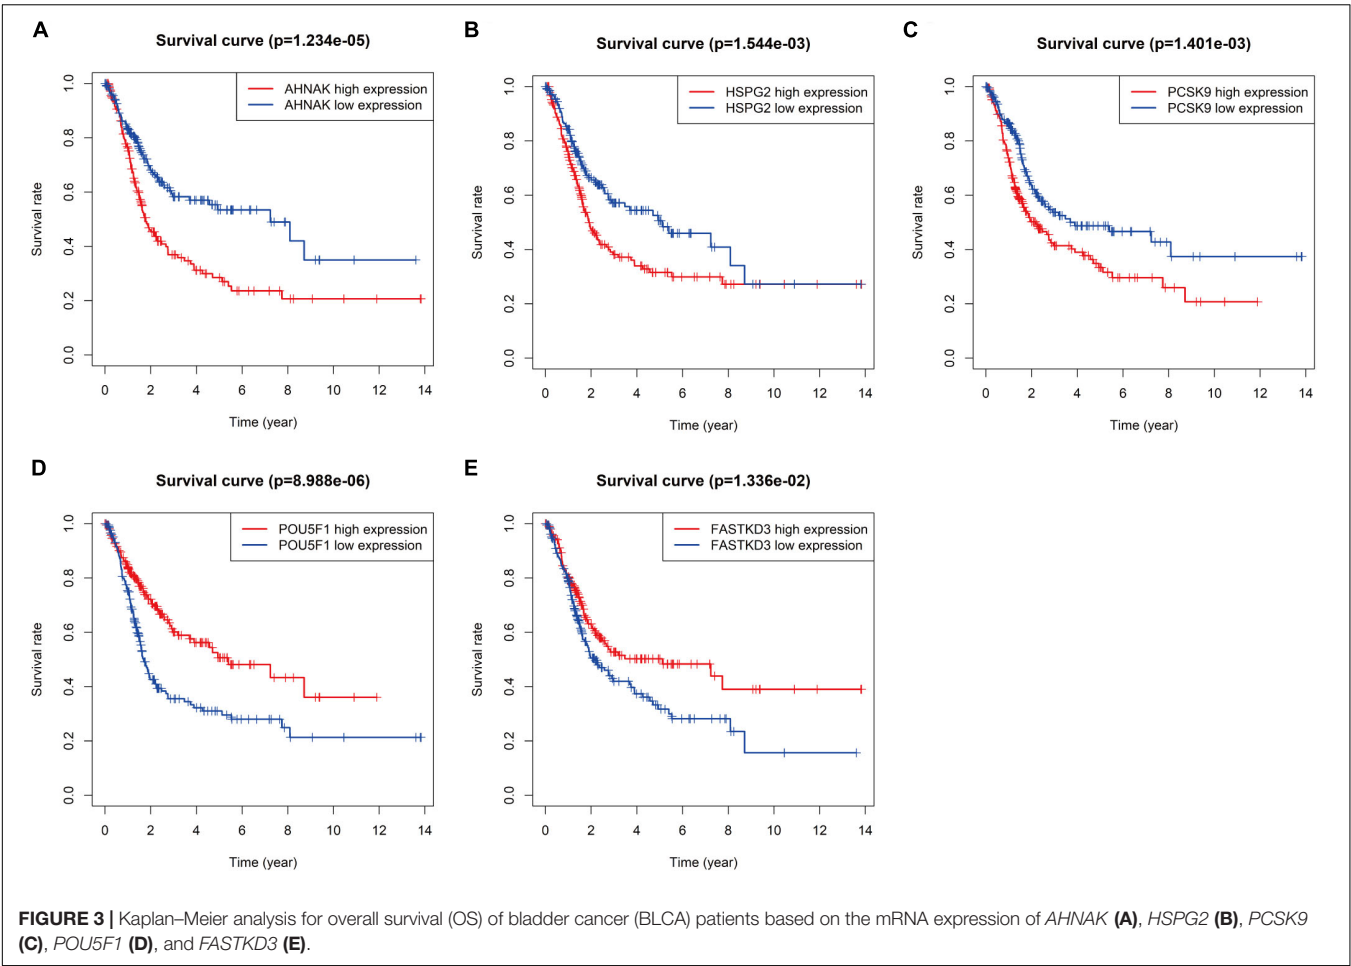 A
Survival curve (p=1.234e-05)
AHNAK high expression
AHNAK low expression
Survival rate
1.0
0.8
0.6
0.4
0.2
0.0
0 2 4 6 8 10 12 14
Time (year)
B
Survival curve (p=1.544e-03)
HSPG2 high expression
HSPG2 low expression
Survival rate
1.0
0.8
0.6
0.4
0.2
0.0
0 2 4 6 8 10 12 14
Time (year)
C
Survival curve (p=1.401e-03)
PCSK9 high expression
PCSK9 low expression
Survival rate
1.0
0.8
0.6
0.4
0.2
0.0
0 2 4 6 8 10 12 14
Time (year)
D
Survival curve (p=8.988e-06)
POU5F1 high expression
POU5F1 low expression
Survival rate
1.0
0.8
0.6
0.4
0.2
0.0
0 2 4 6 8 10 12 14
Time (year)
E
Survival curve (p=1.336e-02)
FASTKD3 high expression
FASTKD3 low expression
Survival rate
1.0
0.8
0.6
0.4
0.2
0.0
0 2 4 6 8 10 12 14
Time (year)
FIGURE 3 | Kaplan–Meier analysis for overall survival (OS) of bladder cancer (BLCA) patients based on the mRNA expression of AHNAK (A), HSPG2 (B), PCSK9
(C), POU5F1 (D), and FASTKD3 (E).